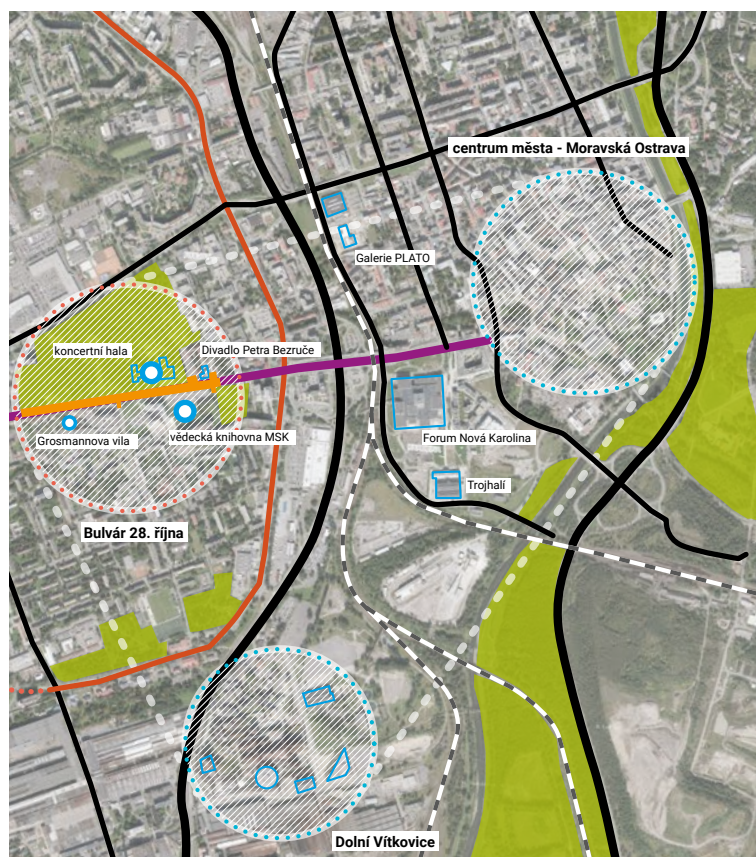 centrum města - Moravská Ostrava
Galerie PLATO
koncertní hala
Divadlo Petra Bezruče
Grosmannova vila
vědecká knihovna MSK
Forum Nová Karolina
Trojhalí
Bulvár 28. října
Dolní Vítkovice